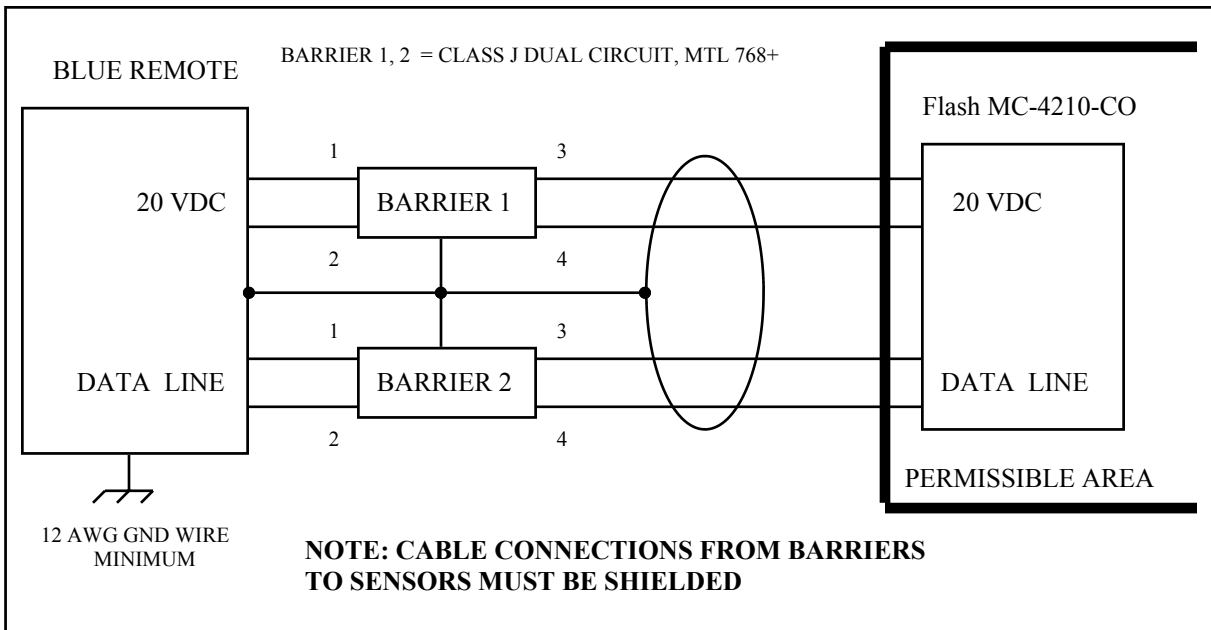 BARRIER 1, 2 = CLASS J DUAL CIRCUIT, MTL 768+
BLUE REMOTE
Flash MC-4210-CO
1
3
20 VDC
BARRIER 1
20 VDC
2
4
1
3
DATA LINE
BARRIER 2
DATA LINE
2
4
PERMISSIBLE AREA
12 AWG GND WIRE
MINIMUM
NOTE: CABLE CONNECTIONS FROM BARRIERS
TO SENSORS MUST BE SHIELDED